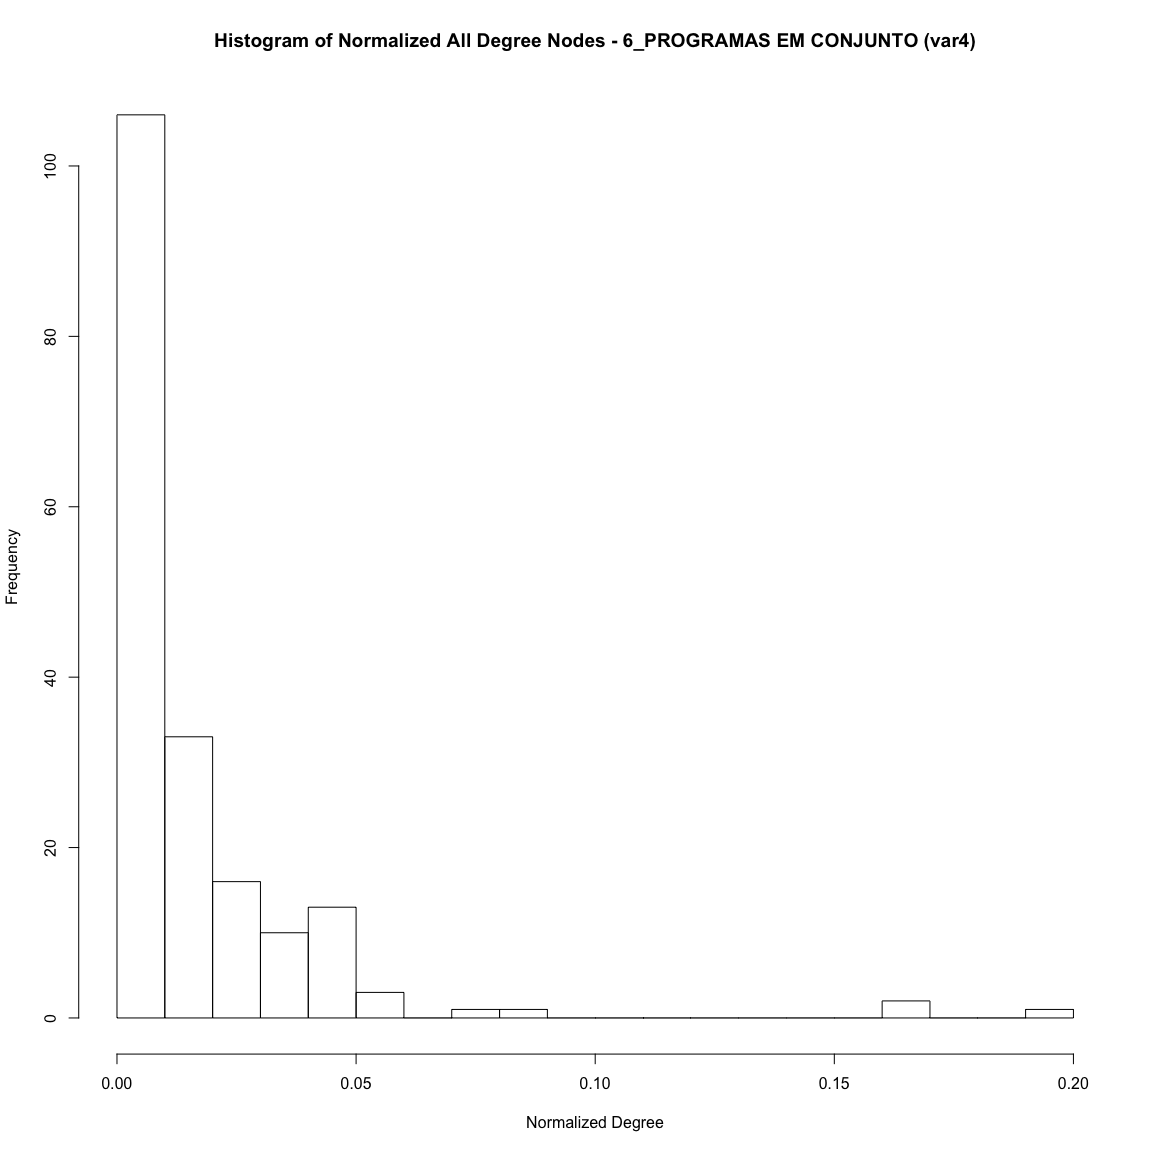 Histogram of Normalized All Degree Nodes - 6_PROGRAMAS EM CONJUNTO (var4)
Frequency
100
80
60
40
20
0
0.00 0.05 0.10 0.15 0.20
Normalized Degree